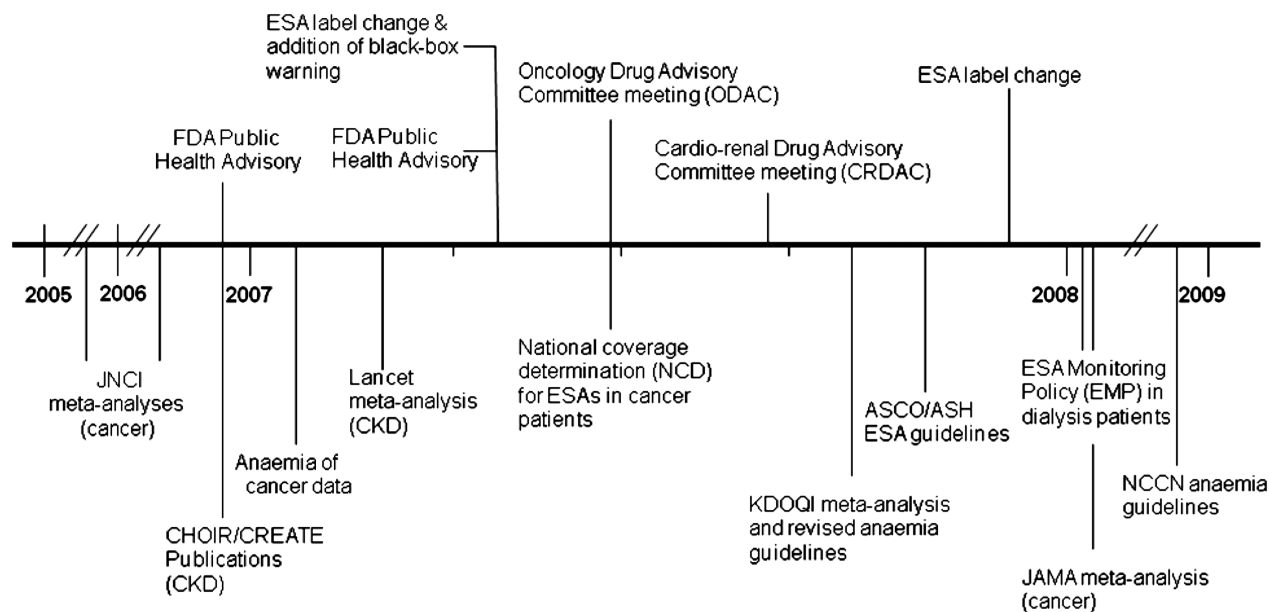 ESA label change &
addition of black-box
warning
Oncology Drug Advisory
Committee meeting (ODAC)
ESA label change
FDA Public
Health Advisory
FDA Public
Health Advisory
Cardio-renal Drug Advisory
Committee meeting (CRDAC)
2005
2006
2007
2008
2009
JNCI
meta-analyses
(cancer)
Lancet
meta-analysis
(CKD)
National coverage
determination (NCD)
for ESAs in cancer
patients
ASCO/ASH
ESA guidelines
ESA Monitoring
Policy (EMP) in
dialysis patients
Anaemia of
cancer data
CHOIR/CREATE
Publications
(CKD)
KDOQI meta-analysis
and revised anaemia
guidelines
NCCN anaemia
guidelines
JAMA meta-analysis
(cancer)